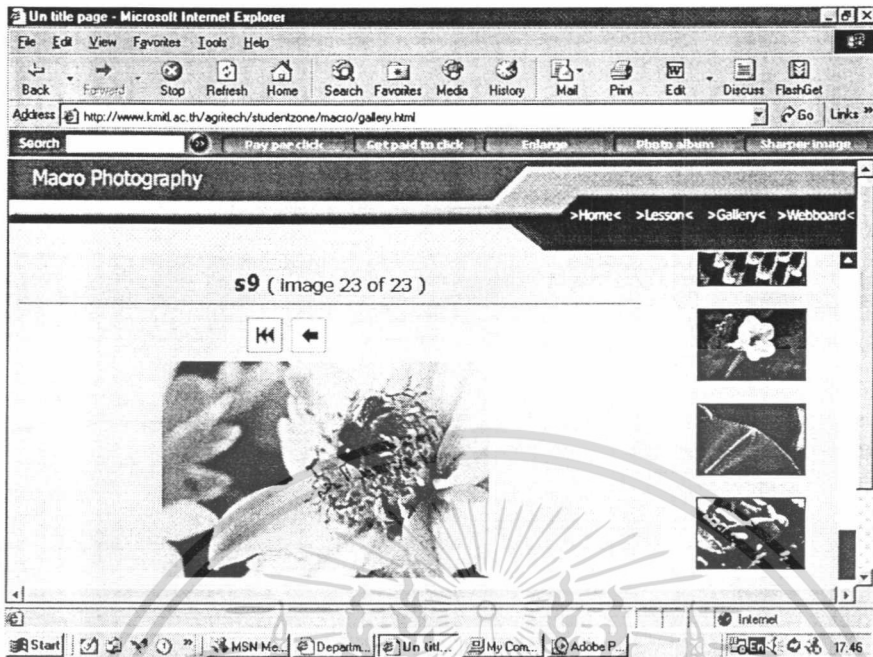 Un title page - Microsoft Internet Explorer
File Edit View Favorites Tools Help
Back Forward Stop Refresh Home Search Favorites Media History Mail Print Edit Discuss FlashGet
Address http://www.kmitl.ac.th/agritech/studentzone/macro/gallery.html Go Links »
Search Pay per click Get paid to click Enlarge Photo album Sharper image
Macro Photography
>Home< >Lesson< >Gallery< >Webboard<
s9 ( image 23 of 23 )
Internet
Start » MSN Me... Departm... Un titl... My Com... Adobe P... En 17:46